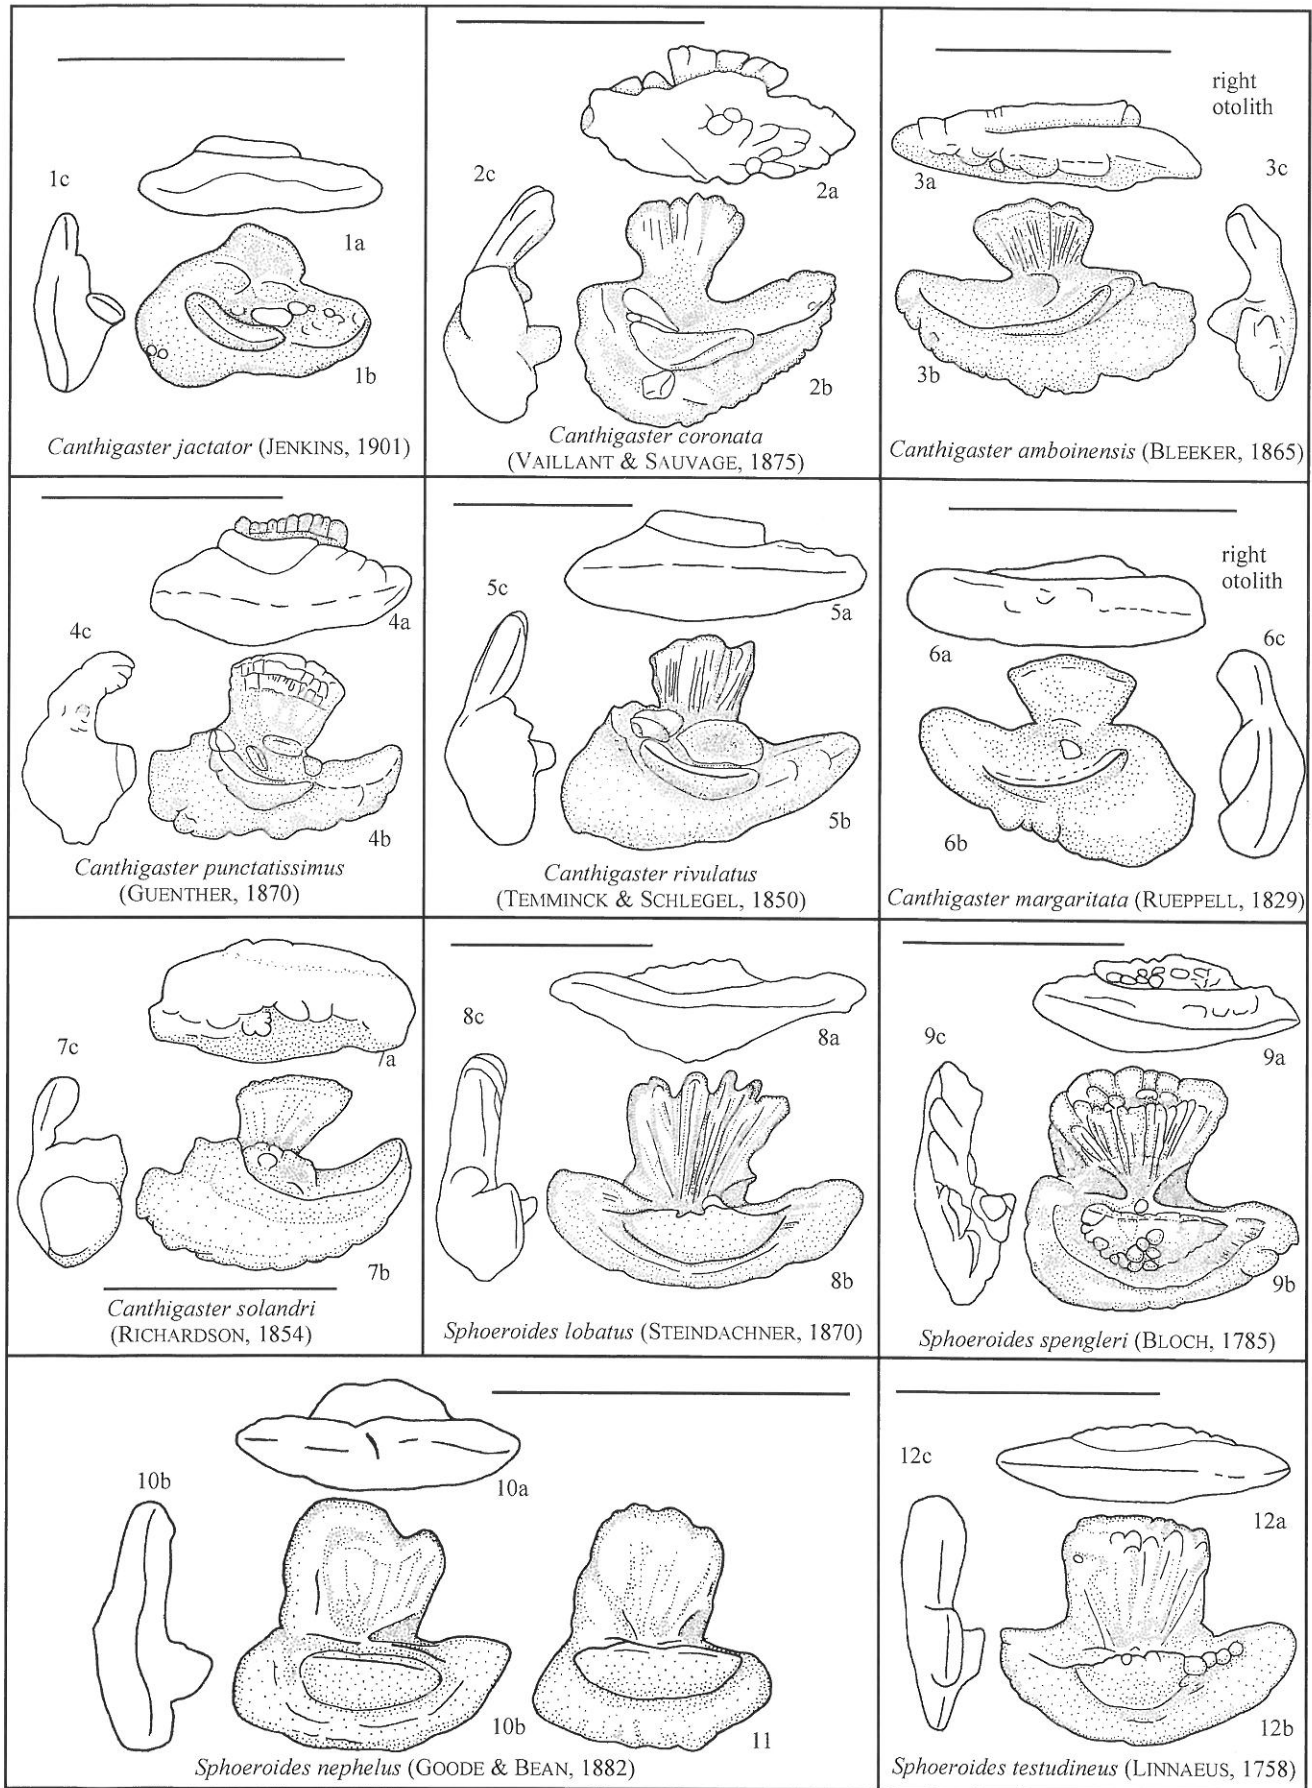 1c
1a
1b
Canthigaster jactator (JENKINS, 1901)
2c
2a
2b
Canthigaster coronata
(VAILLANT & SAUVAGE, 1875)
right
otolith
3a
3c
3b
Canthigaster amboinensis (BLEEKER, 1865)
4a
4c
4b
Canthigaster punctatissimus
(GUENTHER, 1870)
5c
5a
5b
Canthigaster rivulatus
(TEMMINCK & SCHLEGEL, 1850)
right
otolith
6a
6c
6b
Canthigaster margaritata (RUEPPELL, 1829)
7c
7a
7b
Canthigaster solandri
(RICHARDSON, 1854)
8c
8a
8b
Sphoeroides lobatus (STEINDACHNER, 1870)
9c
9a
9b
Sphoeroides spengleri (BLOCH, 1785)
10b
10a
10b
11
Sphoeroides nephelus (GOODE & BEAN, 1882)
12c
12a
12b
Sphoeroides testudineus (LINNAEUS, 1758)